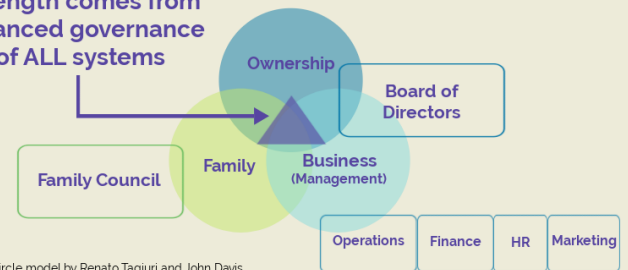 ength comes from
anced governance
of ALL systems
Ownership
Board of
Directors
Family Council
Family
Business
(Management)
Operations
Finance
HR
Marketing
ircle model by Renato Tagiuri and John Davis